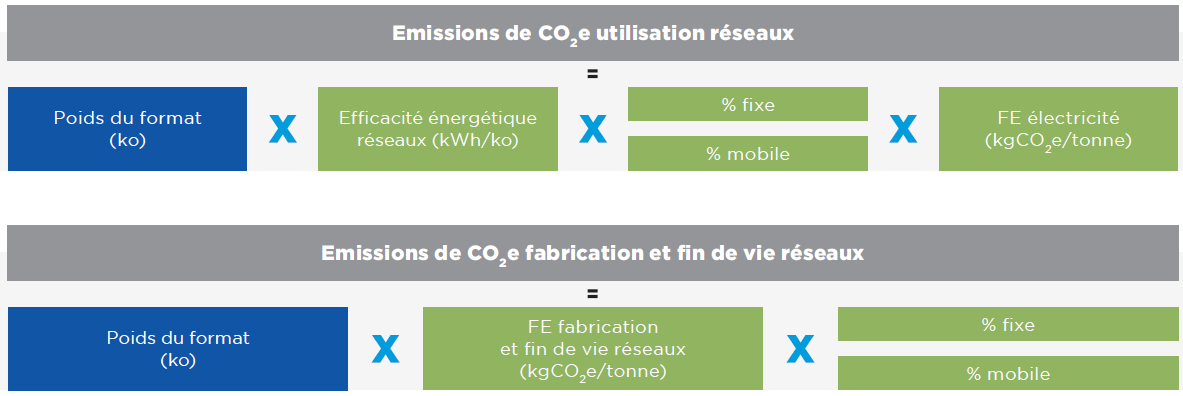 Emissions de CO₂e utilisation réseaux
=
Poids du format
(ko)
X
Efficacité énergétique
réseaux (kWh/ko)
X
% fixe
% mobile
X
FE électricité
(kgCO₂e/tonne)
Emissions de CO₂e fabrication et fin de vie réseaux
=
Poids du format
(ko)
X
FE fabrication
et fin de vie réseaux
(kgCO₂e/tonne)
X
% fixe
% mobile